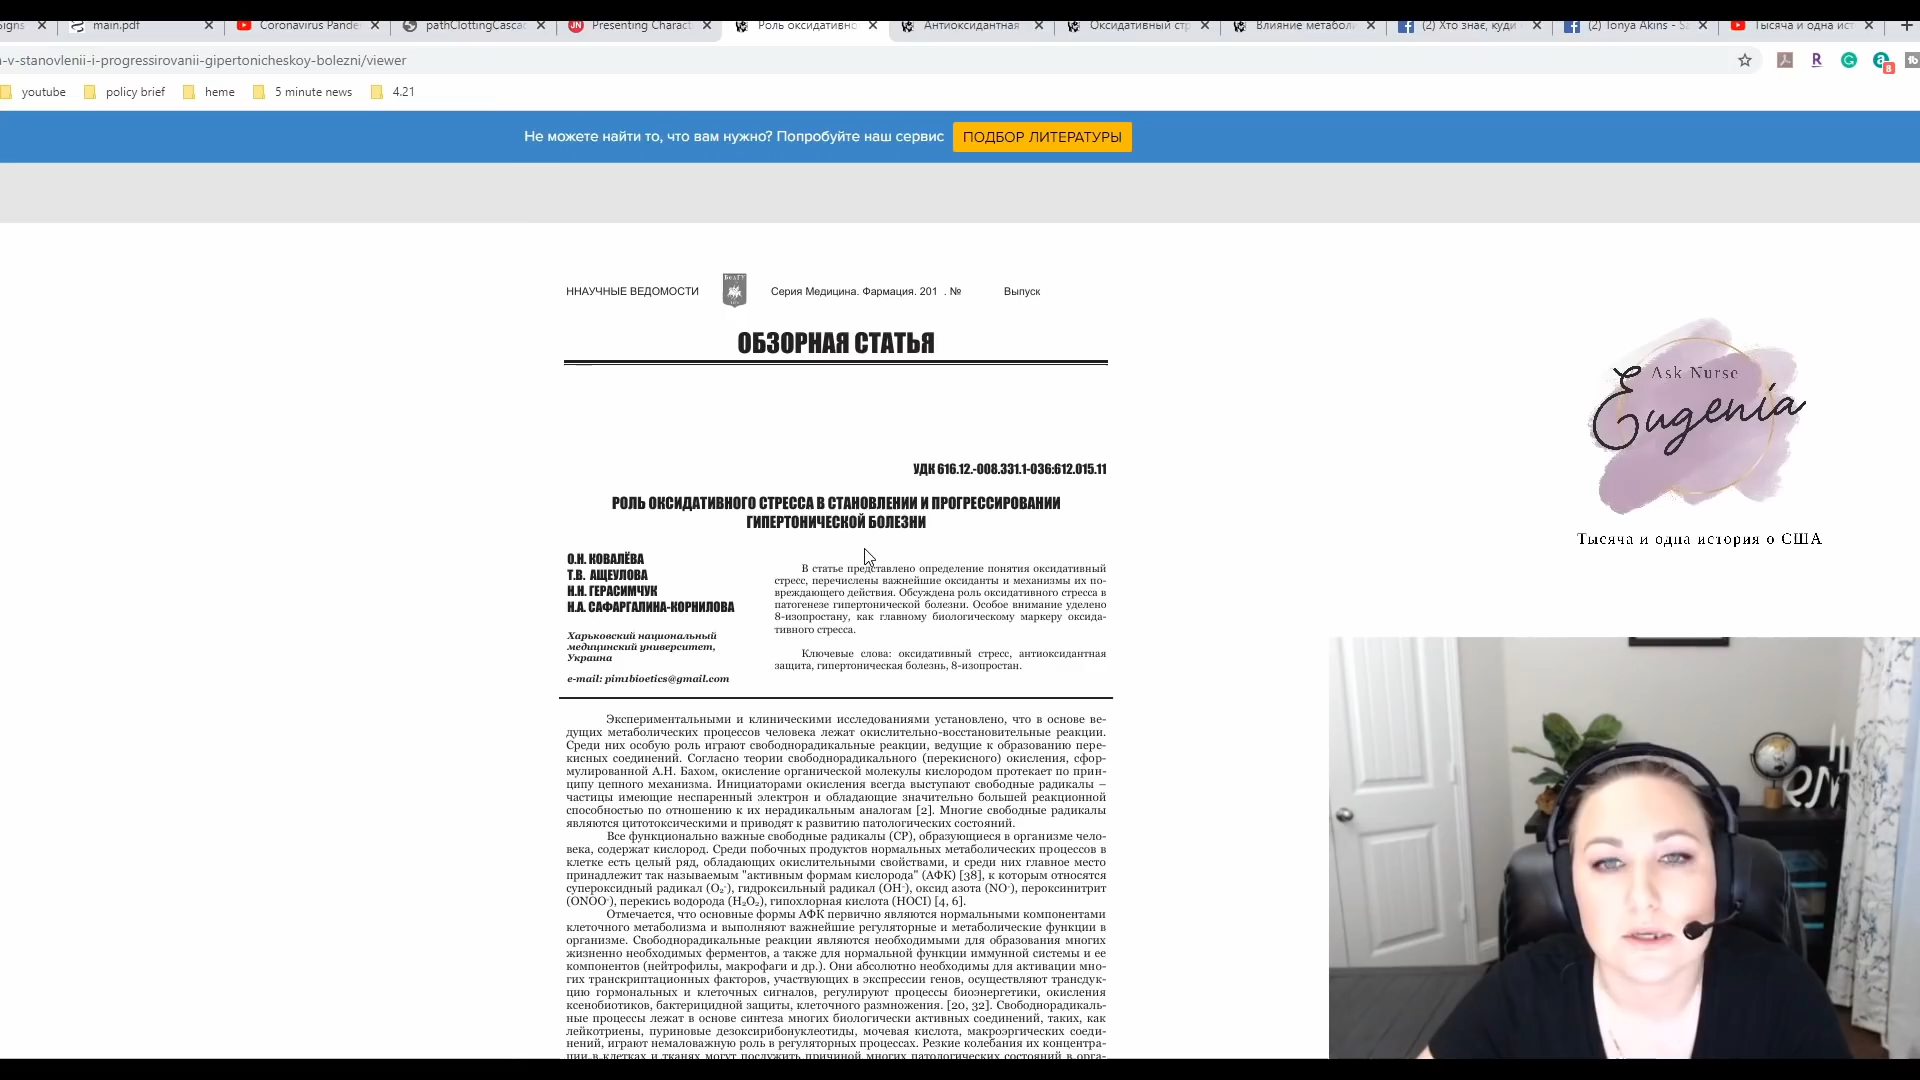 main.pdf
Coronavirus Pande
pathClottingCasca
Presenting Charact
Роль оксидативно
Антиоксидантная
Оксидативный стр
Влияние метабол
(2) Хто знає, куди
(2) Tonya Akins - S
Тысяча и одна ист
-v-stanovlenii-i-progressirovanii-gipertonicheskoy-bolezni/viewer
youtube
policy brief
heme
5 minute news
4.21
Не можете найти то, что вам нужно? Попробуйте наш сервис
ПОДБОР ЛИТЕРАТУРЫ
ННАУЧНЫЕ ВЕДОМОСТИ
Серия Медицина. Фармация. 201 . №
Выпуск
ОБЗОРНАЯ СТАТЬЯ
УДК 616.12.-008.331.1-036:612.015.11
РОЛЬ ОКСИДАТИВНОГО СТРЕССА В СТАНОВЛЕНИИ И ПРОГРЕССИРОВАНИИ
ГИПЕРТОНИЧЕСКОЙ БОЛЕЗНИ
О.Н. КОВАЛЁВА
Т.В. АЩЕУЛОВА
Н.Н. ГЕРАСИМЧУК
Н.А. САФАРГАЛИНА-КОРНИЛОВА
Харьковский национальный
медицинский университет,
Украина
e-mail: pim1bioetics@gmail.com
В статье представлено определение понятия оксидативный
стресс, перечислены важнейшие оксиданты и механизмы их по-
вреждающего действия. Обсуждена роль оксидативного стресса в
патогенезе гипертонической болезни. Особое внимание уделено
8-изопростану, как главному биологическому маркеру оксида-
тивного стресса.
Ключевые слова: оксидативный стресс, антиоксидантная
защита, гипертоническая болезнь, 8-изопростан.
Экспериментальными и клиническими исследованиями установлено, что в основе ве-
дущих метаболических процессов человека лежат окислительно-восстановительные реакции.
Среди них особую роль играют свободнорадикальные реакции, ведущие к образованию пере-
кисных соединений. Согласно теории свободнорадикального (перекисного) окисления, сфор-
мулированной А.Н. Бахом, окисление органической молекулы кислородом протекает по прин-
ципу цепного механизма. Инициаторами окисления всегда выступают свободные радикалы –
частицы имеющие неспаренный электрон и обладающие значительно большей реакционной
способностью по отношению к их нерадикальным аналогам [2]. Многие свободные радикалы
являются цитотоксическими и приводят к развитию патологических состояний.
Все функционально важные свободные радикалы (СР), образующиеся в организме чело-
века, содержат кислород. Среди побочных продуктов нормальных метаболических процессов в
клетке есть целый ряд, обладающих окислительными свойствами, и среди них главное место
принадлежит так называемым "активным формам кислорода" (АФК) [38], к которым относятся
супероксидный радикал (O₂⁻), гидроксильный радикал (OH⁻), оксид азота (NO⁻), пероксинитрит
(ONOO⁻), перекись водорода (H₂O₂), гипохлорная кислота (HOCl) [4, 6].
Отмечается, что основные формы АФК первично являются нормальными компонентами
клеточного метаболизма и выполняют важнейшие регуляторные и метаболические функции в
организме. Свободнорадикальные реакции являются необходимыми для образования многих
жизненно необходимых ферментов, а также для нормальной функции иммунной системы и ее
компонентов (нейтрофилы, макрофаги и др.). Они абсолютно необходимы для активации мно-
гих транскриптационных факторов, участвующих в экспрессии генов, осуществляют трансдук-
цию гормональных и клеточных сигналов, регулируют процессы биоэнергетики, окисления
ксенобиотиков, бактерицидной защиты, клеточного размножения. [20, 32]. Свободнорадикаль-
ные процессы лежат в основе синтеза многих биологически активных соединений, таких, как
лейкотриены, пуриновые дезоксирибонуклеотиды, мочевая кислота, макроэргических соеди-
нений, играют немаловажную роль в регуляторных процессах. Резкие колебания их концентра-
ции в клетках и тканях могут послужить причиной многих патологических состояний в орга-
Ask Nurse
Eugenia
Тысяча и одна история о США